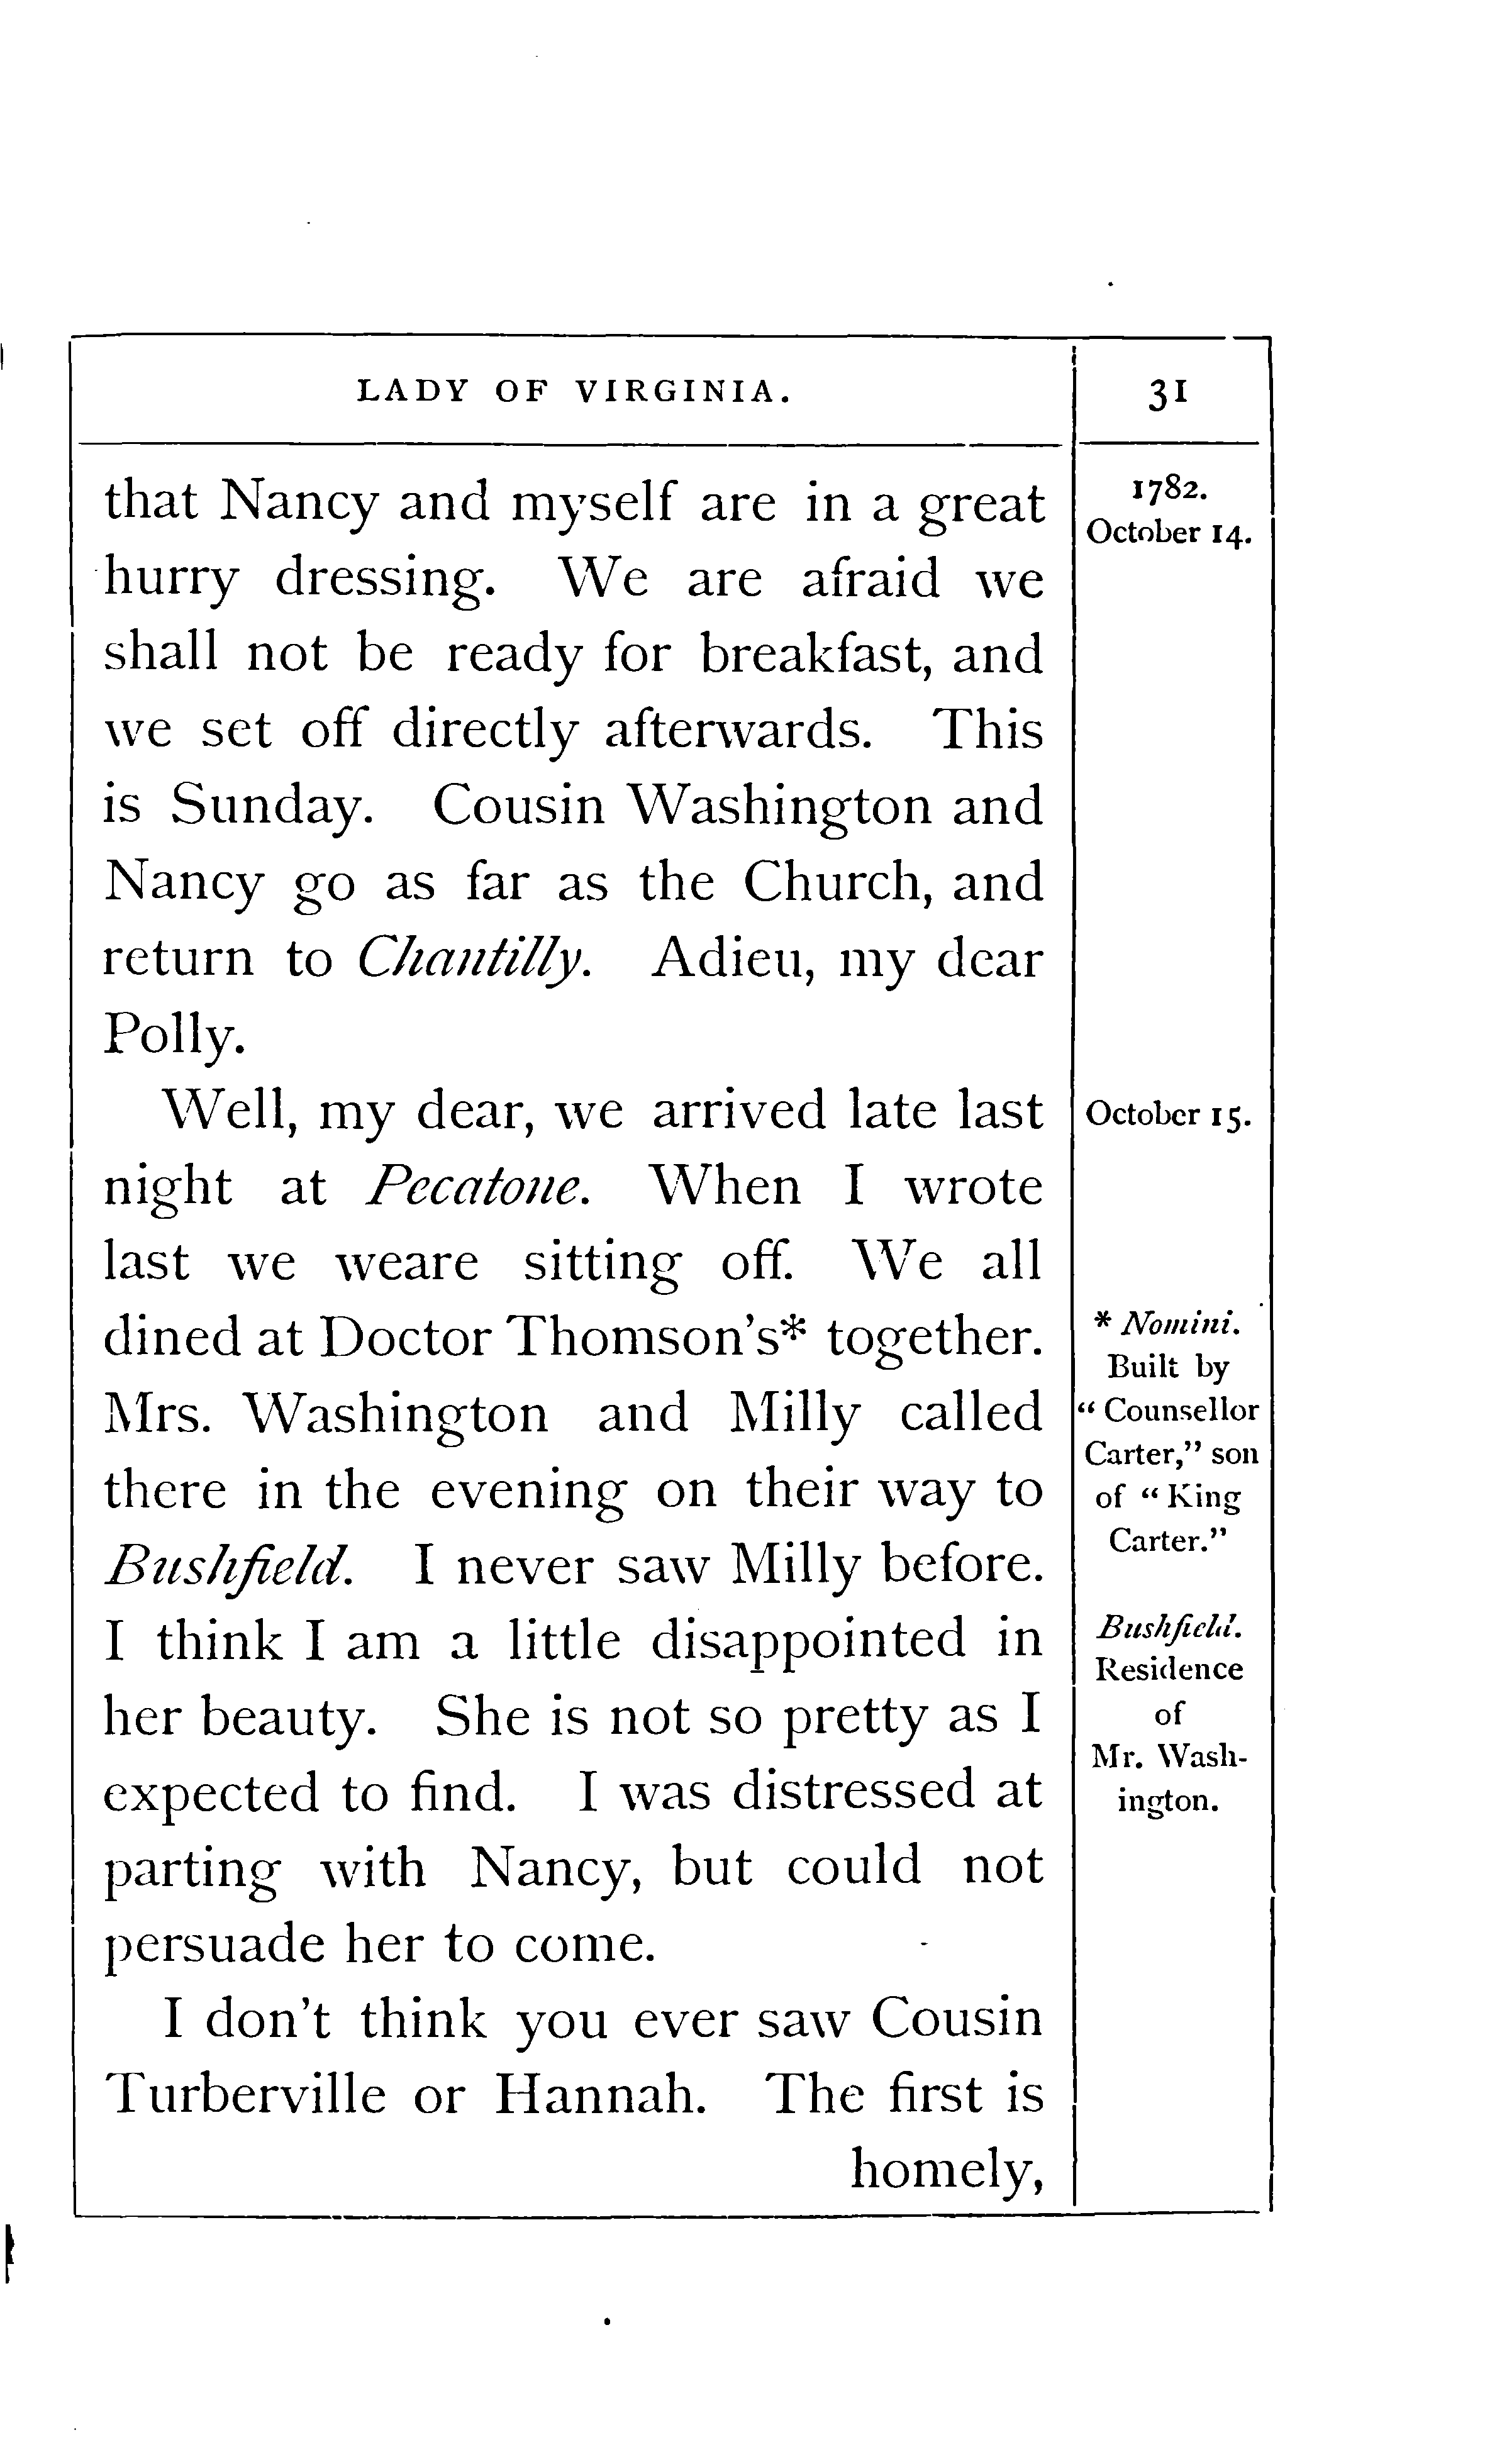 LADY OF VIRGINIA.
31
that Nancy and myself are in a great
hurry dressing. We are afraid we
shall not be ready for breakfast, and
we set off directly afterwards. This
is Sunday. Cousin Washington and
Nancy go as far as the Church, and
return to Chantilly. Adieu, my dear
Polly.
Well, my dear, we arrived late last
night at Pecatone. When I wrote
last we weare sitting off. We all
dined at Doctor Thomson's* together.
Mrs. Washington and Milly called
there in the evening on their way to
Bushfield. I never saw Milly before.
I think I am a little disappointed in
her beauty. She is not so pretty as I
expected to find. I was distressed at
parting with Nancy, but could not
persuade her to come.
I don't think you ever saw Cousin
Turberville or Hannah. The first is
homely,
1782.
October 14.
October 15.
* Nomini.
Built by
"Counsellor
Carter," son
of "King
Carter."
Bushfield.
Residence
of
Mr. Wash-
ington.